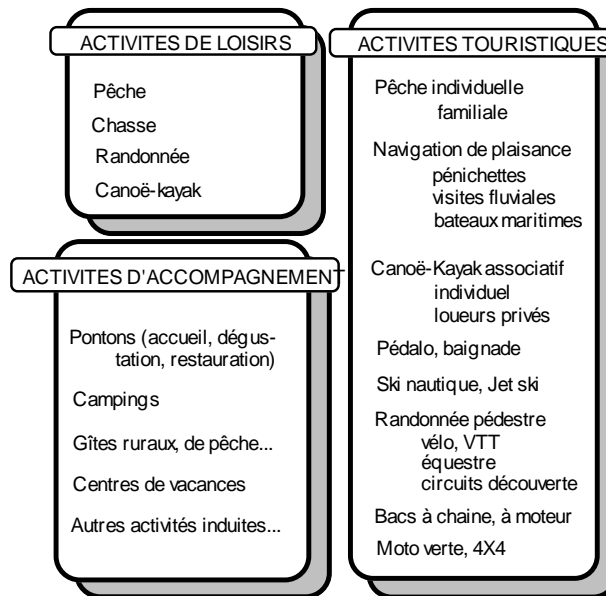 ACTIVITES DE LOISIRS
Pêche
Chasse
Randonnée
Canoë-kayak
ACTIVITES D'ACCOMPAGNEMENT
Pontons (accueil, dégus-
tation, restauration)
Campings
Gîtes ruraux, de pêche...
Centres de vacances
Autres activités induites...
ACTIVITES TOURISTIQUES
Pêche individuelle
familiale
Navigation de plaisance
pénichettes
visites fluviales
bateaux maritimes
Canoë-Kayak associatif
individuel
loueurs privés
Pédalo, baignade
Ski nautique, Jet ski
Randonnée pédestre
vélo, VTT
équestre
circuits découverte
Bacs à chaine, à moteur
Moto verte, 4X4